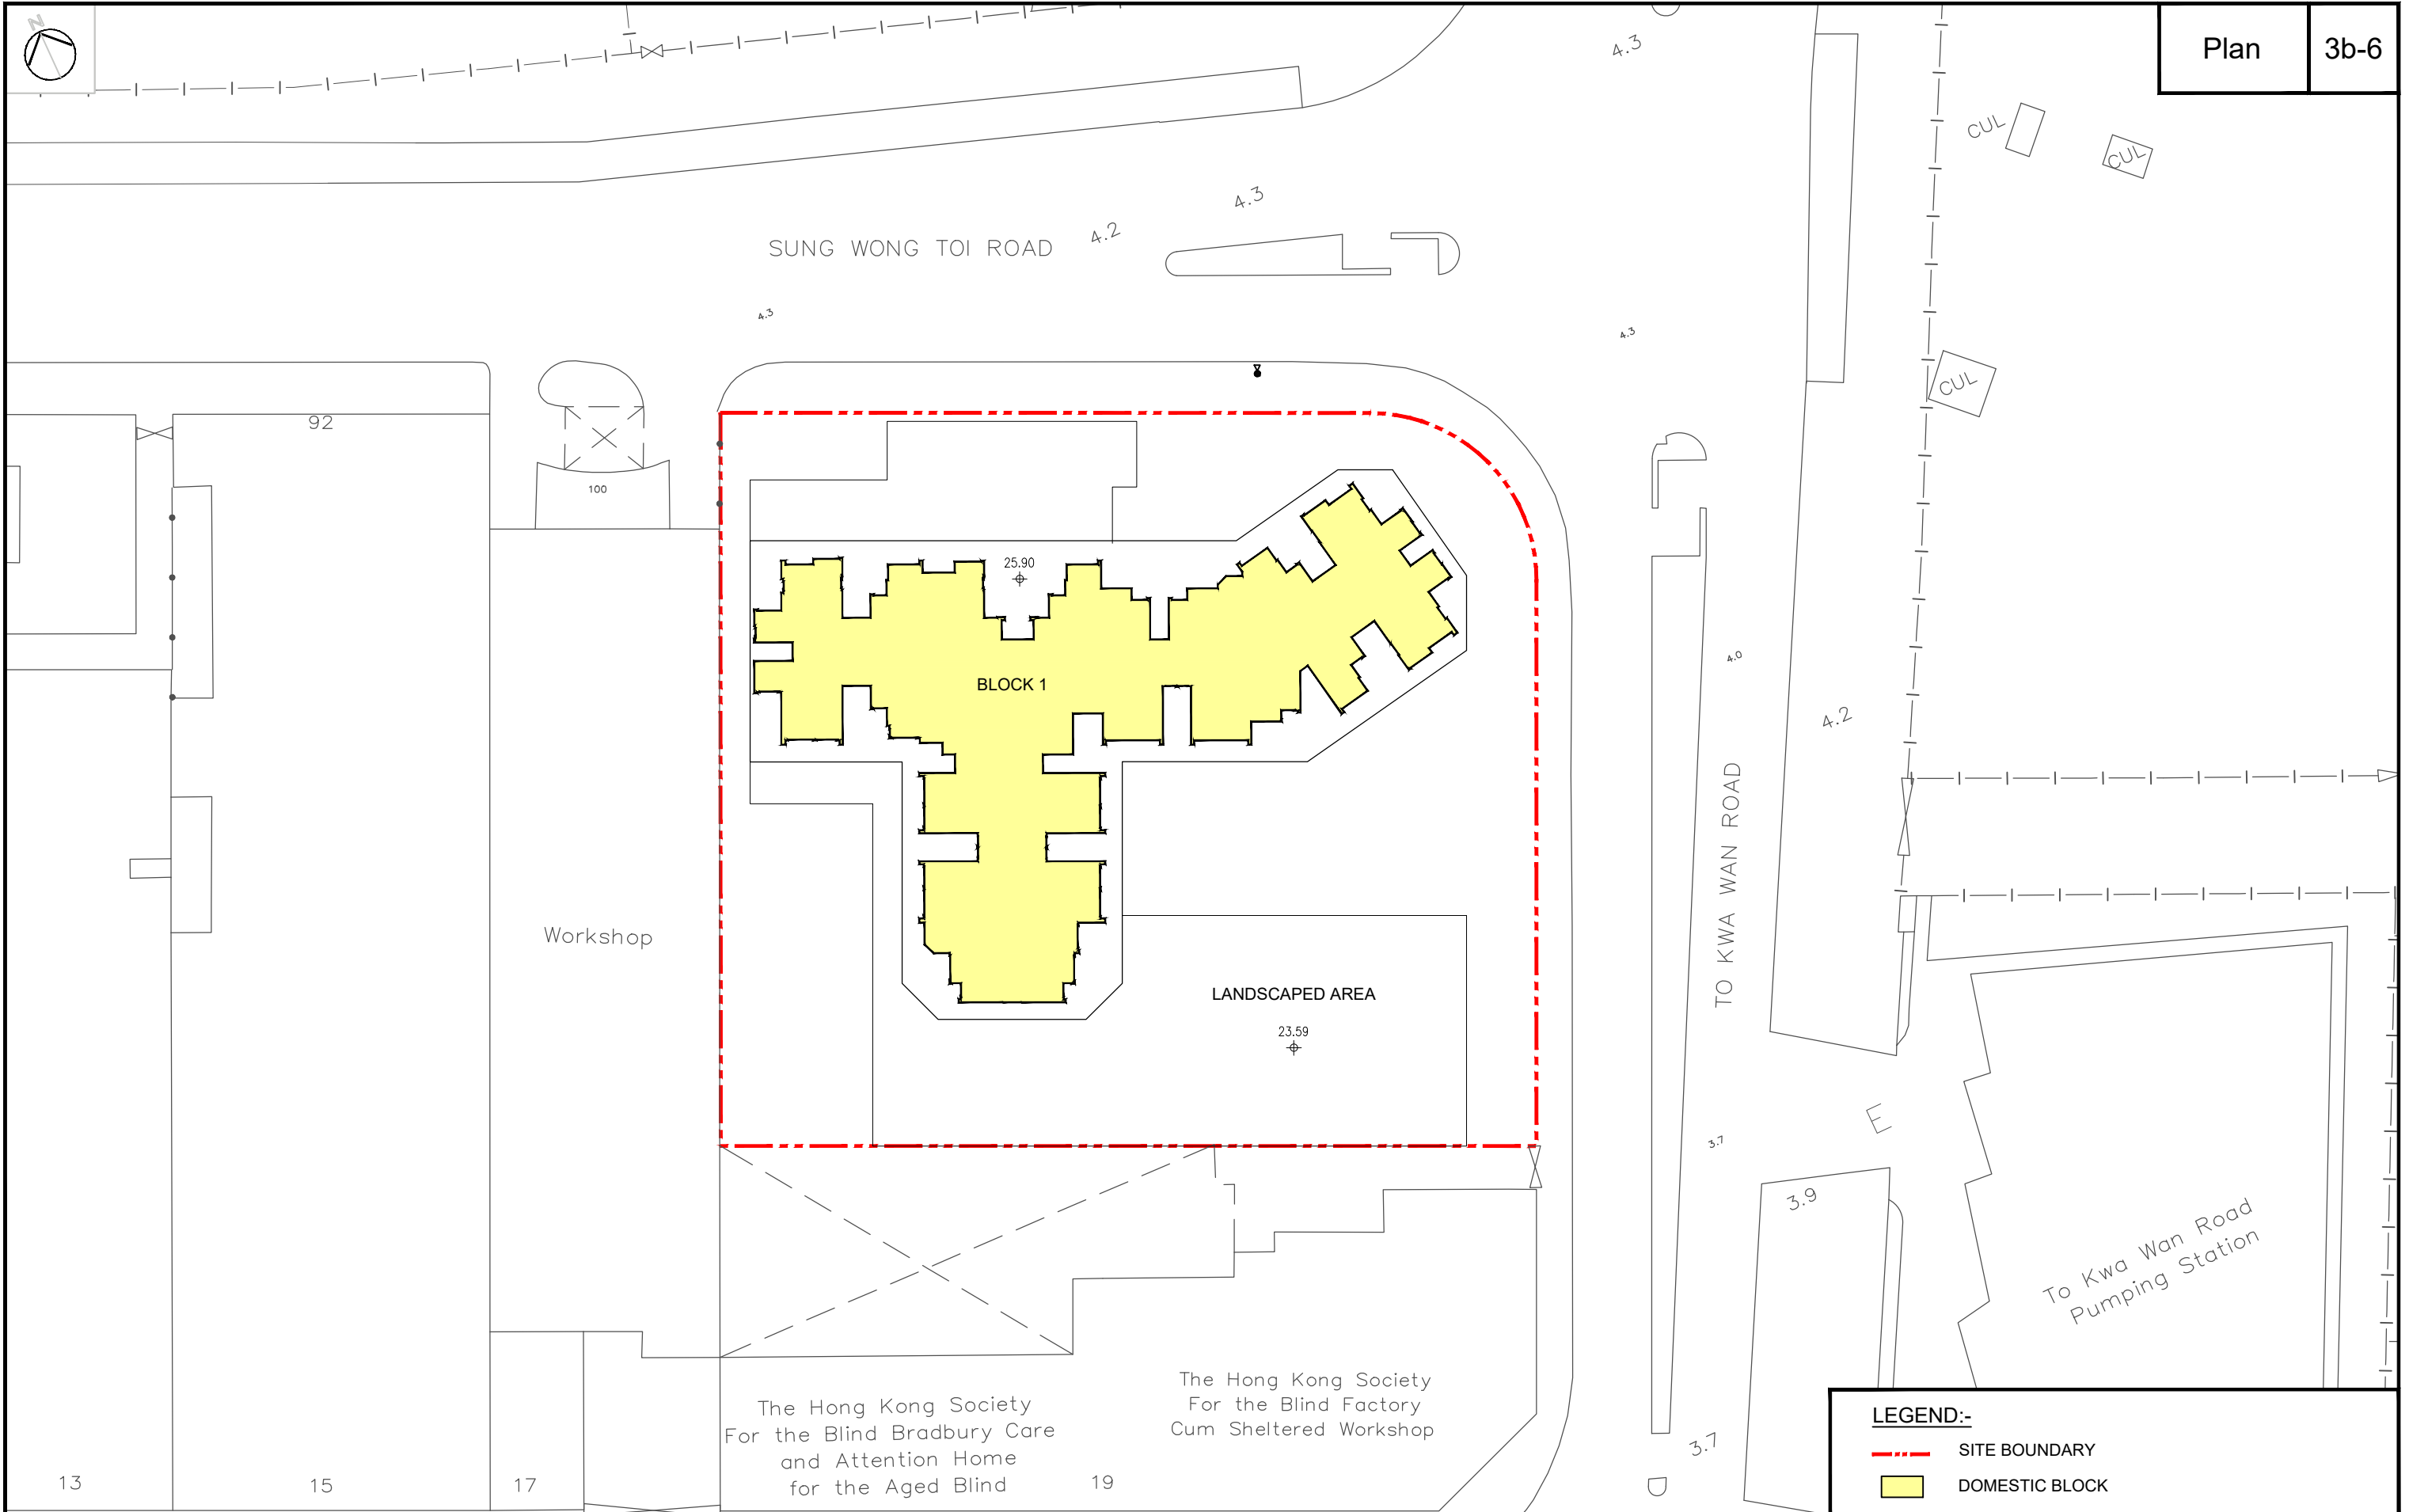 N
Plan
3b-6
4.3
CUL
CUL
4.3
4.2
SUNG WONG TOI ROAD
4.3
4.3
CUL
92
100
25.90
4.0
BLOCK 1
4.2
TO KWA WAN ROAD
Workshop
LANDSCAPED AREA
23.59
E
3.7
3.9
To Kwa Wan Road
Pumping Station
The Hong Kong Society
For the Blind Bradbury Care
and Attention Home
for the Aged Blind
The Hong Kong Society
For the Blind Factory
Cum Sheltered Workshop
3.7
13
15
17
19
LEGEND:-
SITE BOUNDARY
DOMESTIC BLOCK